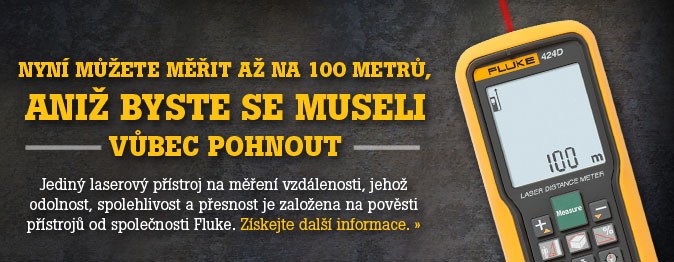 NYNÍ MŮŽETE MĚŘIT AŽ NA 100 METRŮ,
ANIŽ BYSTE SE MUSELI
VŮBEC POHNOUT
Jediný laserový přístroj na měření vzdálenosti, jehož
odolnost, spolehlivost a přesnost je založena na pověsti
přístrojů od společnosti Fluke. Získejte další informace. »
FLUKE 424D
100 m
LASER DISTANCE METER
+ Measure −
%